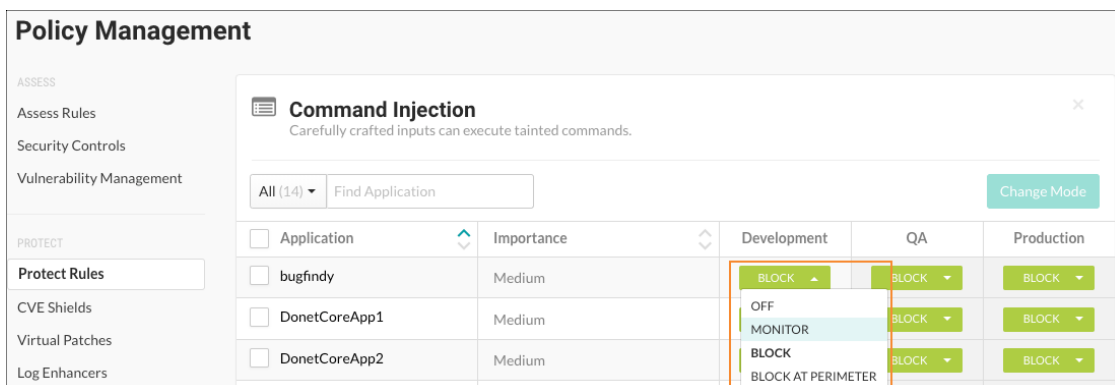 Policy Management
ASSESS
Assess Rules
Security Controls
Vulnerability Management
PROTECT
Protect Rules
CVE Shields
Virtual Patches
Log Enhancers
Command Injection
Carefully crafted inputs can execute tainted commands.
All (14) Find Application
Change Mode
Application Importance Development QA Production
bugfindy Medium BLOCK BLOCK BLOCK
DonetCoreApp1 Medium BLOCK BLOCK
DonetCoreApp2 Medium BLOCK BLOCK
OFF
MONITOR
BLOCK
BLOCK AT PERIMETER